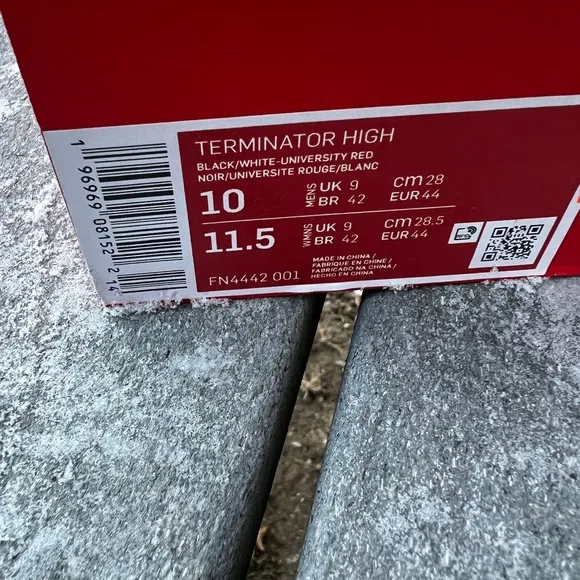 TERMINATOR HIGH
BLACK/WHITE-UNIVERSITY RED
NOIR/UNIVERSITE ROUGE/BLANC
10 MENS UK 9 cm 28
BR 42 EUR 44
11.5 WMNS UK 9 cm 28.5
BR 42 EUR 44
MADE IN CHINA /
FABRIQUE EN CHINE /
FABRICADO NA CHINA /
HECHO EN CHINA
FN4442 001
1 96969 08152 2 14